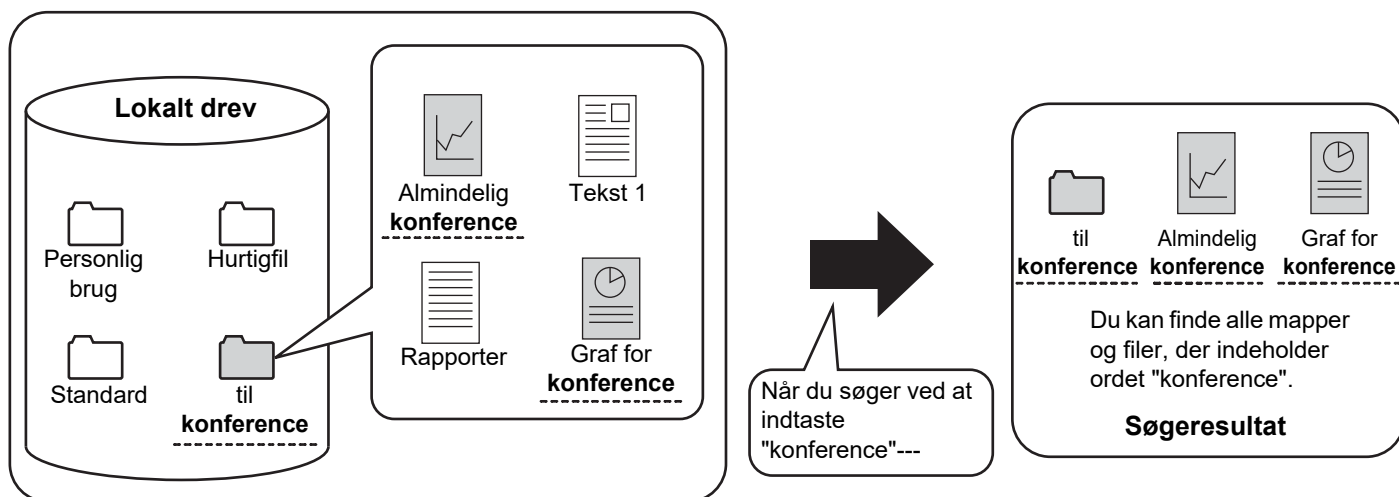 Lokalt drev
Personlig
brug
Hurtigfil
Standard
til
konference
Almindelig
konference
Tekst 1
Rapporter
Graf for
konference
Når du søger ved at
indtaste
"konference"---
til
konference
Almindelig
konference
Graf for
konference
Du kan finde alle mapper
og filer, der indeholder
ordet "konference".
Søgeresultat